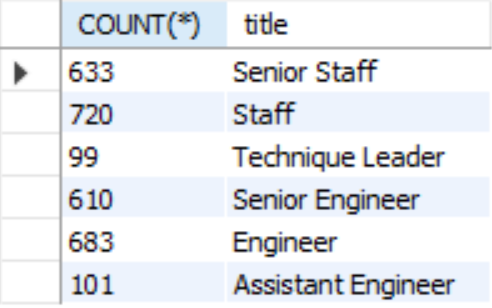 COUNT(*) title
633 Senior Staff
720 Staff
99 Technique Leader
610 Senior Engineer
683 Engineer
101 Assistant Engineer